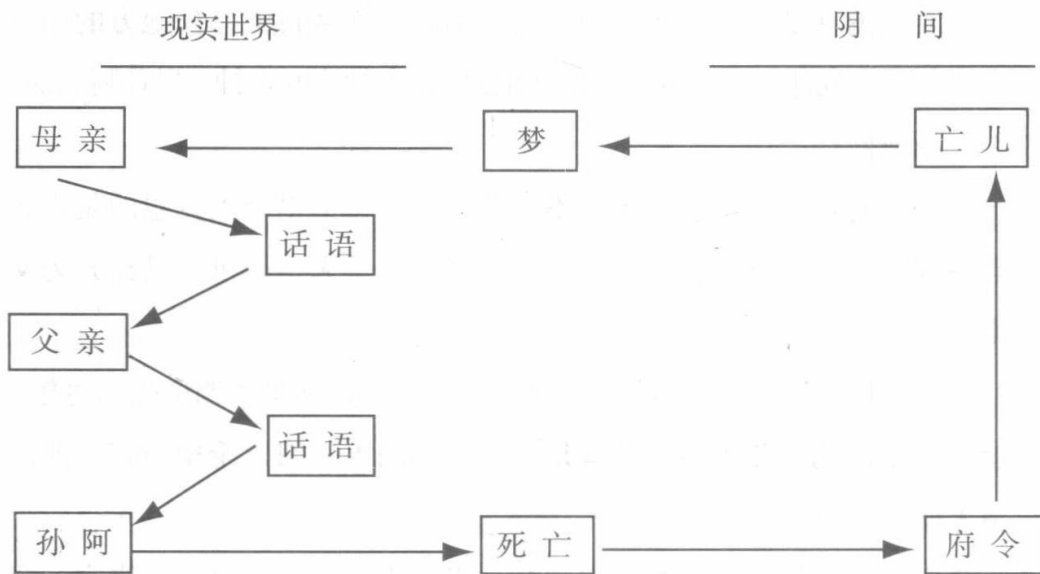 现实世界 阴 间
母 亲 梦 亡 儿
话 语
父 亲
话 语
孙 阿 死 亡 府 令